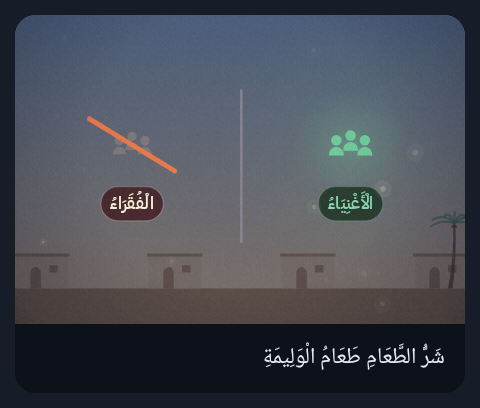 الْأَغْنِيَاءُ
الْفُقَرَاءُ
شَرُّ الطَّعَامِ طَعَامُ الْوَلِيمَةِ